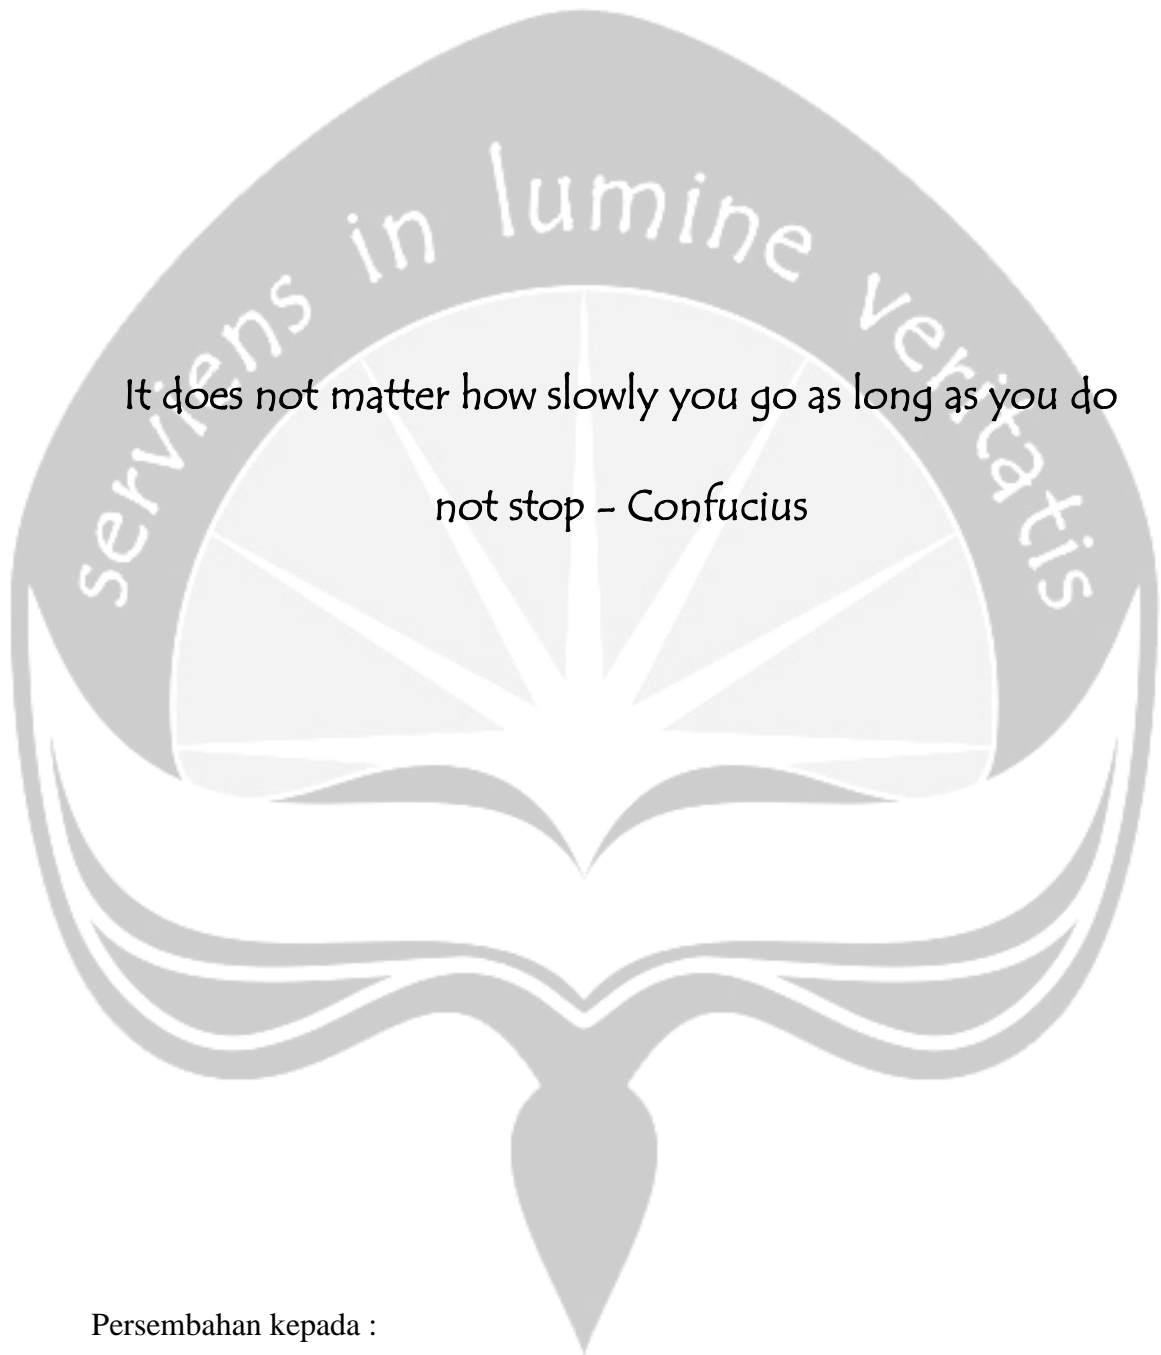 serviens in lumine veritatis
It does not matter how slowly you go as long as you do
not stop – Confucius
Persembahan kepada :